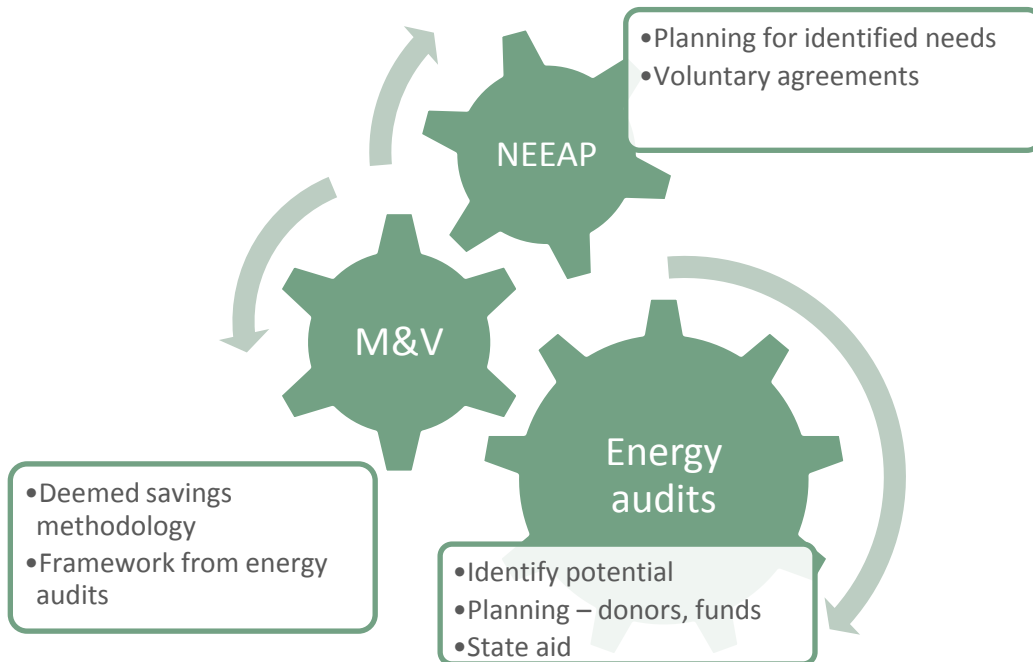 •Planning for identified needs
•Voluntary agreements
NEEAP
M&V
Energy
audits
•Deemed savings
methodology
•Framework from energy
audits
•Identify potential
•Planning – donors, funds
•State aid